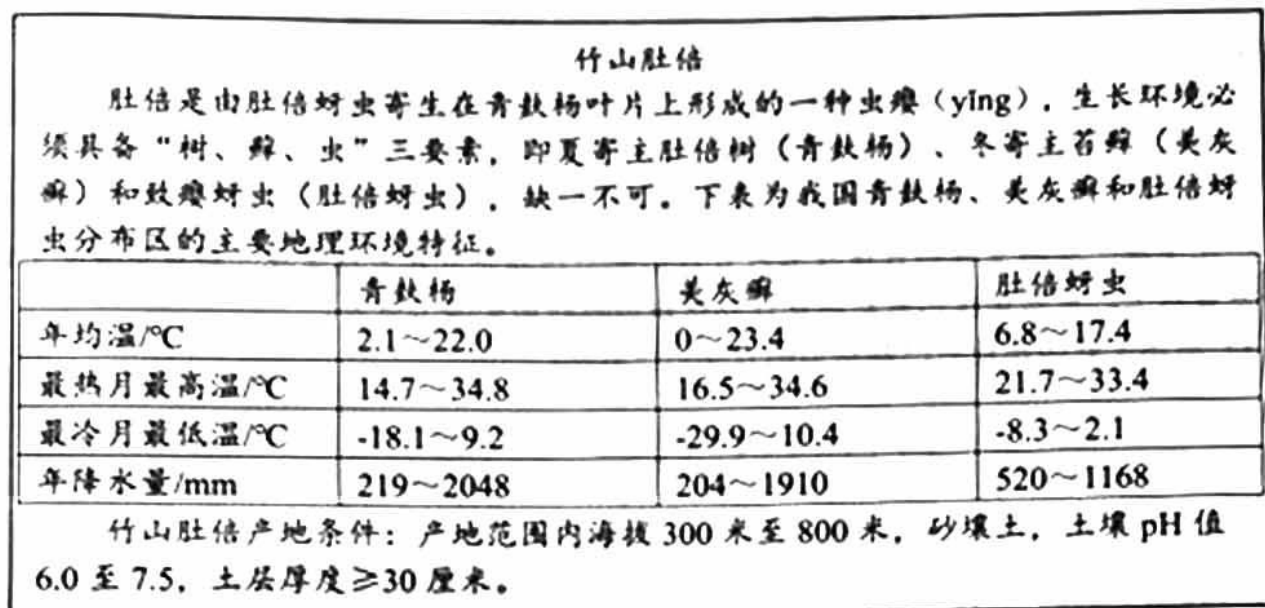 竹山肚倍
肚倍是由肚倍蚜虫寄生在青麸杨叶片上形成的一种虫瘿（yǐng），生长环境必
须具备“树、藓、虫”三要素，即夏寄主肚倍树（青麸杨）、冬寄主苔藓（美灰
藓）和致瘿蚜虫（肚倍蚜虫），缺一不可。下表为我国青麸杨、美灰藓和肚倍蚜
虫分布区的主要地理环境特征。
青麸杨 美灰藓 肚倍蚜虫
年均温/℃ 2.1～22.0 0～23.4 6.8～17.4
最热月最高温/℃ 14.7～34.8 16.5～34.6 21.7～33.4
最冷月最低温/℃ -18.1～9.2 -29.9～10.4 -8.3～2.1
年降水量/mm 219～2048 204～1910 520～1168
竹山肚倍产地条件：产地范围内海拔 300 米至 800 米，砂壤土，土壤 pH 值
6.0 至 7.5，土层厚度≥30 厘米。